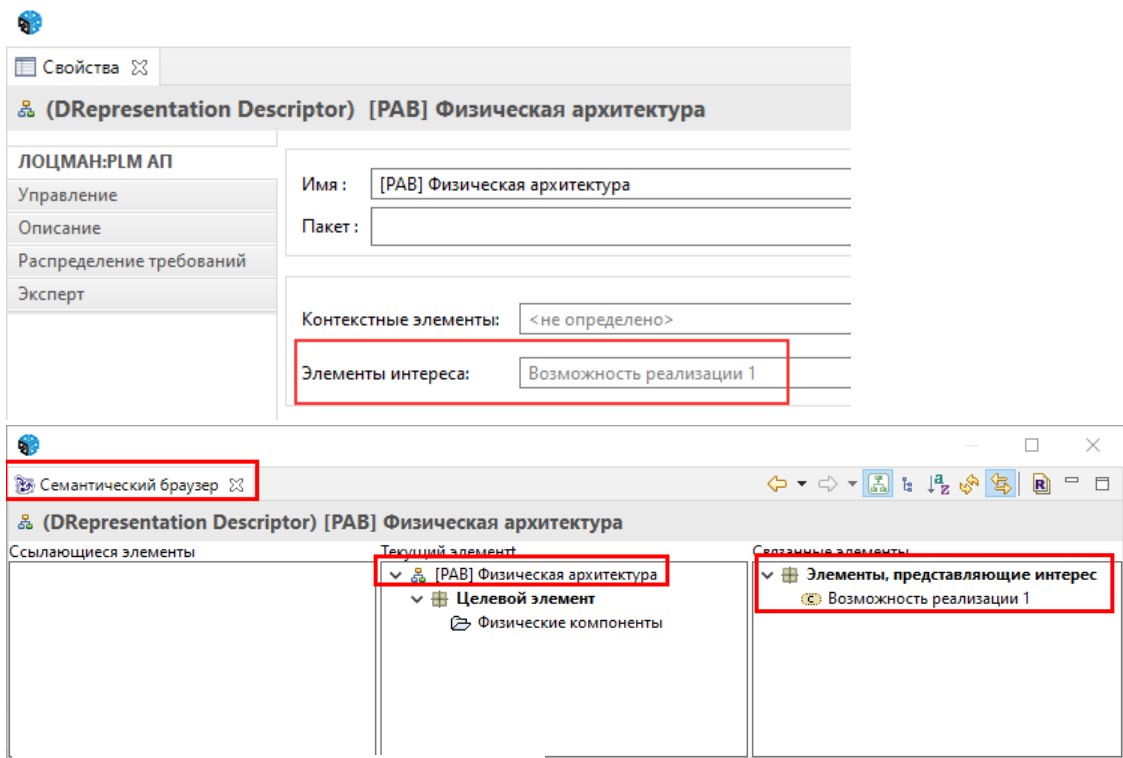 Свойства
(DRepresentation Descriptor) [PAB] Физическая архитектура
ЛОЦМАН:PLM АП
Управление
Описание
Распределение требований
Эксперт
Имя : [PAB] Физическая архитектура
Пакет :
Контекстные элементы: <не определено>
Элементы интереса: Возможность реализации 1
Семантический браузер
(DRepresentation Descriptor) [PAB] Физическая архитектура
Ссылающиеся элементы
Текущий элементt
[PAB] Физическая архитектура
Целевой элемент
Физические компоненты
Связанные элементы
Элементы, представляющие интерес
Возможность реализации 1